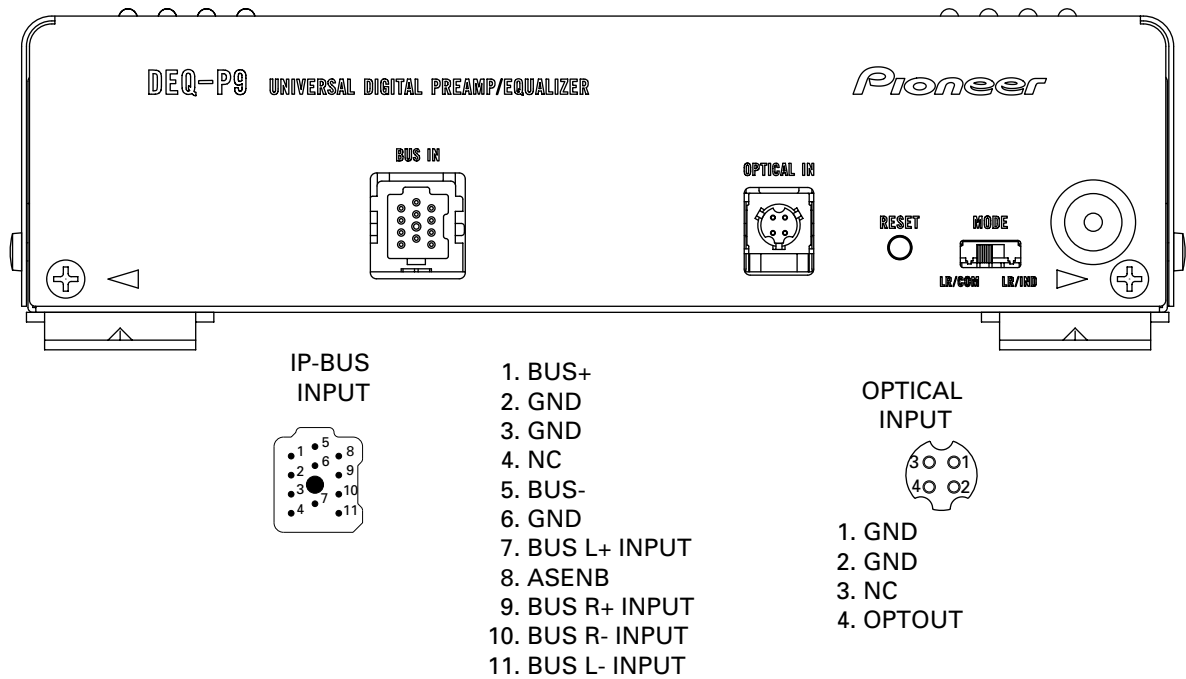 DEQ-P9 UNIVERSAL DIGITAL PREAMP/EQUALIZER
Pioneer
BUS IN
OPTICAL IN
RESET
MODE
LR/COM LR/IND
IP-BUS
INPUT
1 5 8
2 6 9
3 7 10
4 11
1. BUS+
2. GND
3. GND
4. NC
5. BUS-
6. GND
7. BUS L+ INPUT
8. ASENB
9. BUS R+ INPUT
10. BUS R- INPUT
11. BUS L- INPUT
OPTICAL
INPUT
3 1
4 2
1. GND
2. GND
3. NC
4. OPTOUT